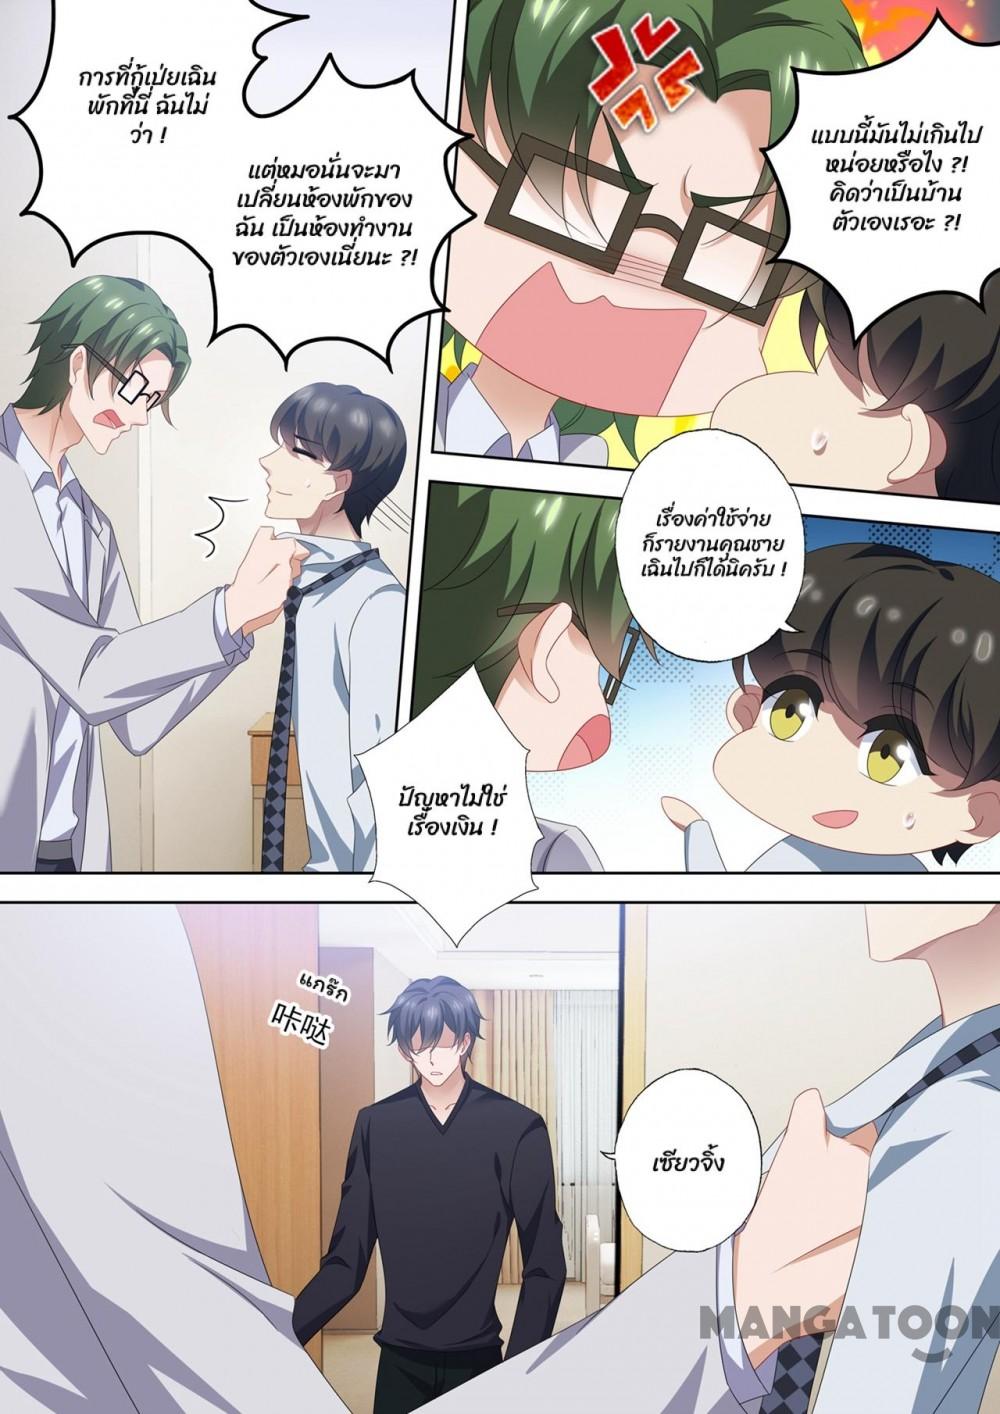 การที่กู้เป่ยเฉิน
พักที่นี่ ฉันไม่
ว่า !
แต่หมอนั่นจะมา
เปลี่ยนห้องพักของ
ฉัน เป็นห้องทำงาน
ของตัวเองเนี่ยนะ ?!
แบบนี้มันไม่เกินไป
หน่อยหรือไง ?!
คิดว่าเป็นบ้าน
ตัวเองเรอะ ?!
เรื่องค่าใช้จ่าย
ก็รายงานคุณชาย
เฉินไปก็ได้นิครับ !
ปัญหาไม่ใช่
เรื่องเงิน !
แกร๊ก
咔哒
เซียวจิ้ง
MANGATOON